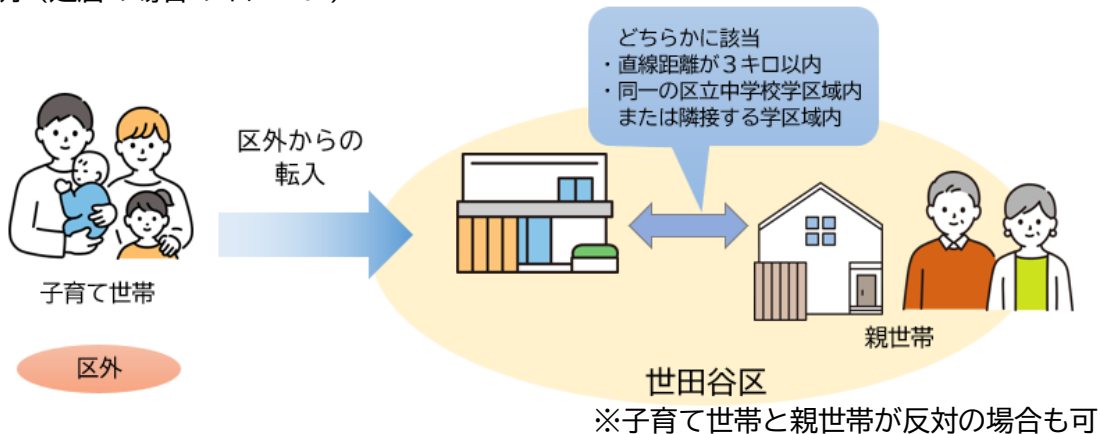 どちらかに該当
・直線距離が３キロ以内
・同一の区立中学校学区域内
または隣接する学区域内
区外からの
転入
子育て世帯
区外
親世帯
世田谷区
※子育て世帯と親世帯が反対の場合も可